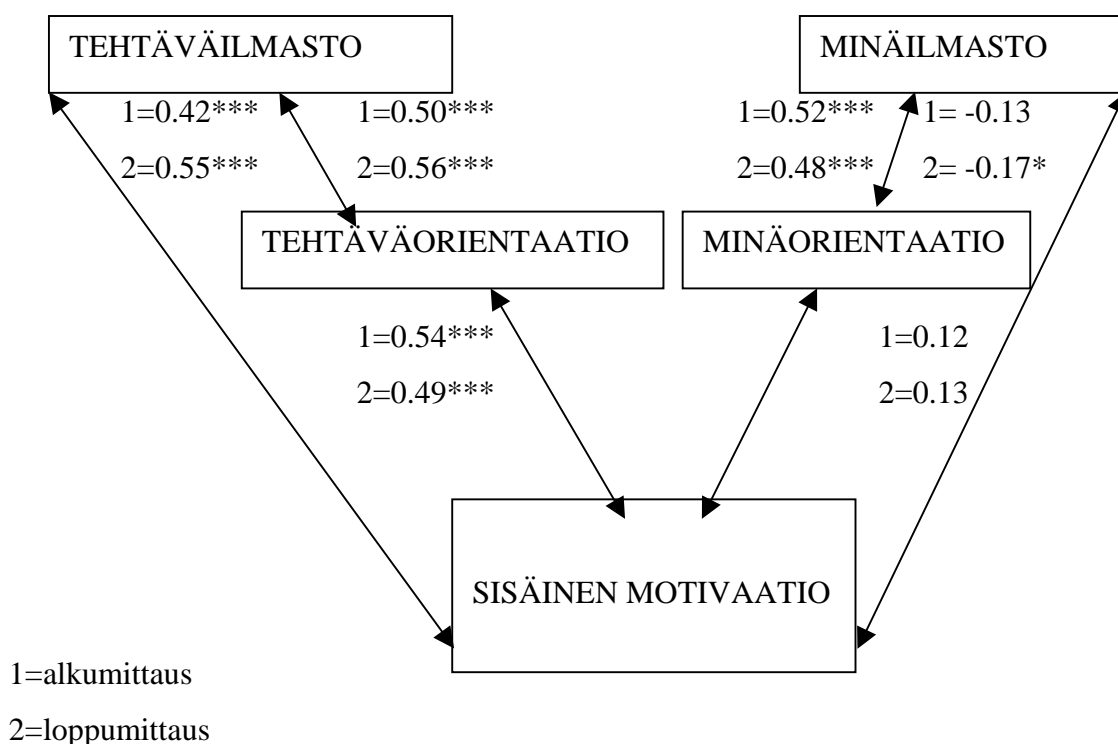 TEHTÄVÄILMASTO MINÄILMASTO
1=0.42*** 1=0.50*** 1=0.52*** 1= -0.13
2=0.55*** 2=0.56*** 2=0.48*** 2= -0.17*
TEHTÄVÄORIENTAATIO MINÄORIENTAATIO
1=0.54*** 1=0.12
2=0.49*** 2=0.13
SISÄINEN MOTIVAATIO
1=alkumittaus
2=loppumittaus